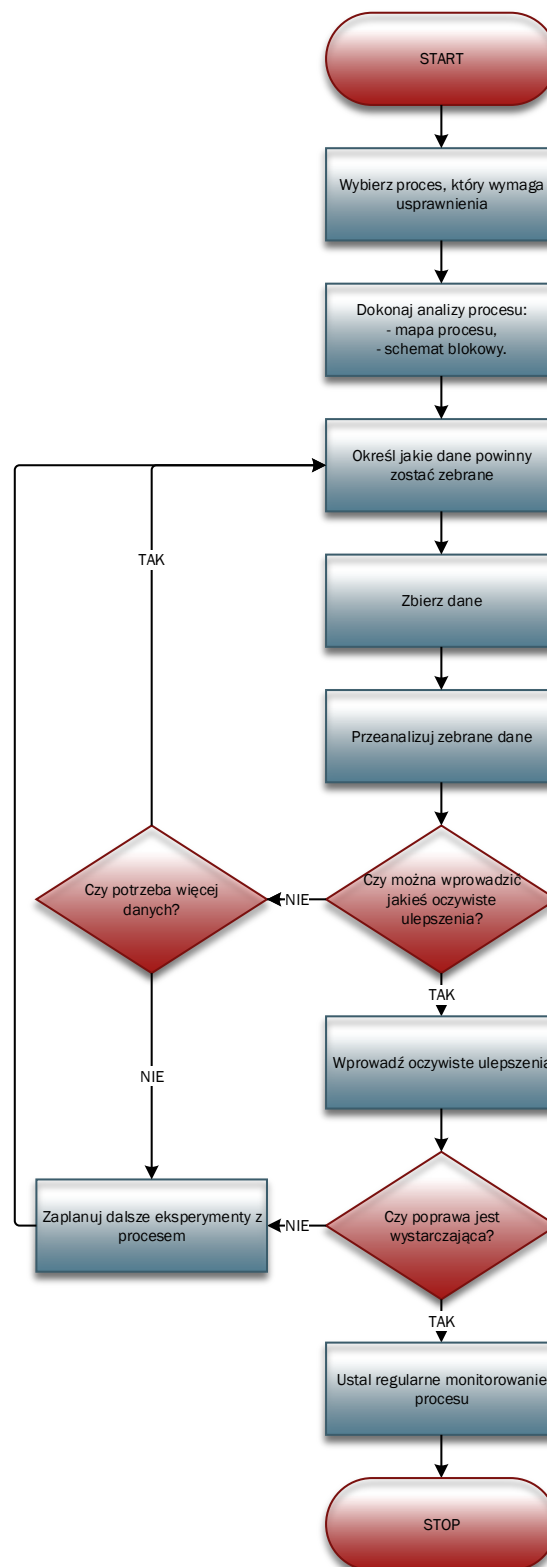 START
Wybierz proces, który wymaga
usprawnienia
Dokonaj analizy procesu:
- mapa procesu,
- schemat blokowy.
Określ jakie dane powinny
zostać zebrane
TAK
Zbierz dane
Przeanalizuj zebrane dane
Czy potrzeba więcej
danych?
NIE
Czy można wprowadzić
jakieś oczywiste
ulepszenia?
TAK
Wprowadź oczywiste ulepszenia
NIE
Zaplanuj dalsze eksperymenty z
procesem
NIE
Czy poprawa jest
wystarczająca?
TAK
Ustal regularne monitorowanie
procesu
STOP